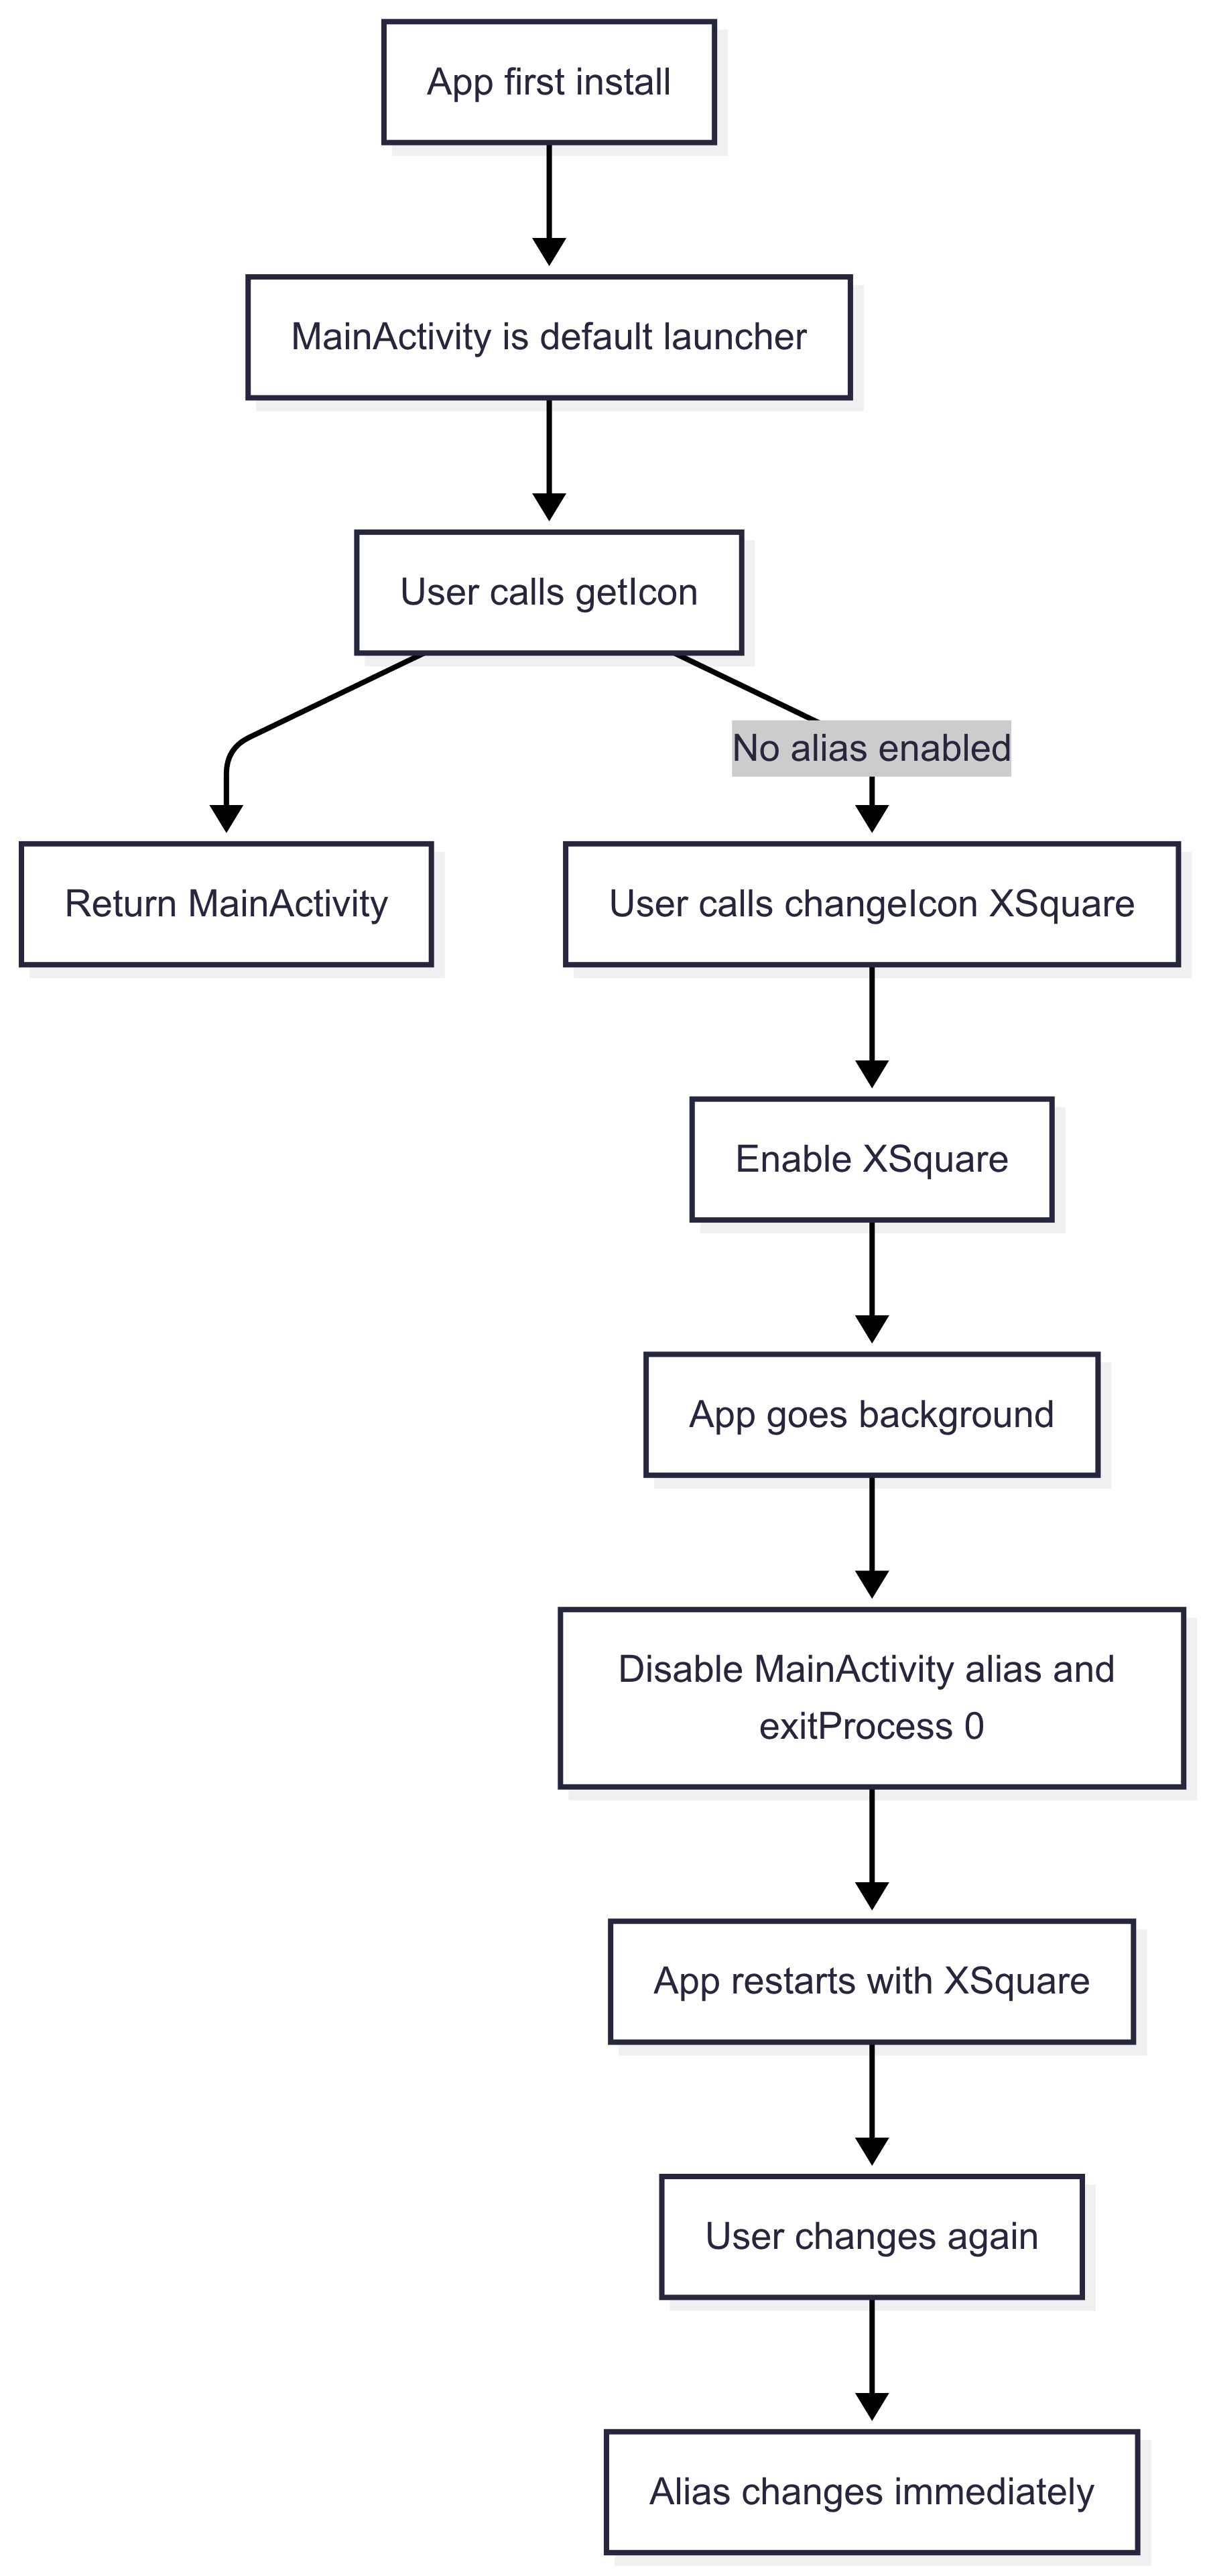 App first install
MainActivity is default launcher
User calls getIcon
No alias enabled
Return MainActivity
User calls changeIcon XSquare
Enable XSquare
App goes background
Disable MainActivity alias and
exitProcess 0
App restarts with XSquare
User changes again
Alias changes immediately